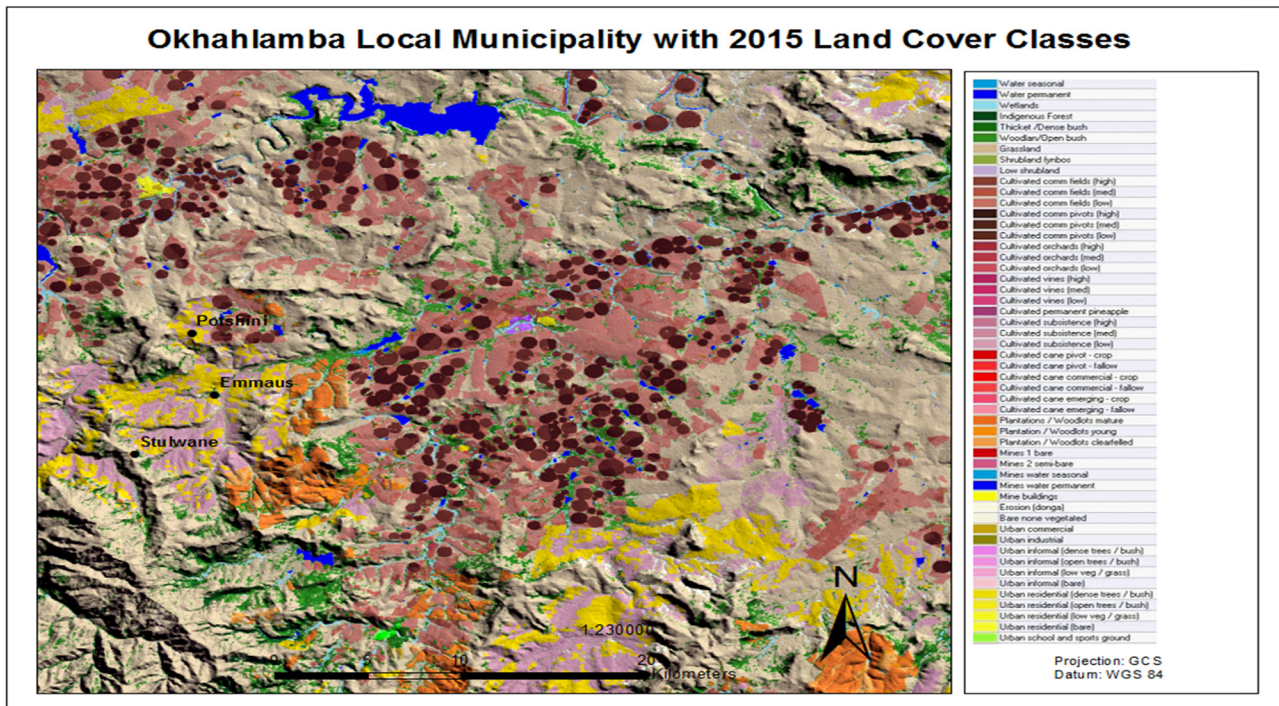 Okhahlamba Local Municipality with 2015 Land Cover Classes
Potshini
Emmaus
Stulwane
N
1:230000
0 5 10 20
Kilometers
Water seasonal
Water permanent
Wetlands
Indigenous Forest
Thicket /Dense bush
Woodlan/Open bush
Grassland
Shrubland fynbos
Low shrubland
Cultivated comm fields (high)
Cultivated comm fields (med)
Cultivated comm fields (low)
Cultivated comm pivots (high)
Cultivated comm pivots (med)
Cultivated comm pivots (low)
Cultivated orchards (high)
Cultivated orchards (med)
Cultivated orchards (low)
Cultivated vines (high)
Cultivated vines (med)
Cultivated vines (low)
Cultivated permanent pineapple
Cultivated subsistence (high)
Cultivated subsistence (med)
Cultivated subsistence (low)
Cultivated cane pivot - crop
Cultivated cane pivot - fallow
Cultivated cane commercial - crop
Cultivated cane commercial - fallow
Cultivated cane emerging - crop
Cultivated cane emerging - fallow
Plantations / Woodlots mature
Plantation / Woodlots young
Plantation / Woodlots clearfelled
Mines 1 bare
Mines 2 semi-bare
Mines water seasonal
Mines water permanent
Mine buildings
Erosion (donga)
Bare none vegetated
Urban commercial
Urban industrial
Urban informal (dense trees / bush)
Urban informal (open trees / bush)
Urban informal (low veg / grass)
Urban informal (bare)
Urban residential (dense trees / bush)
Urban residential (open trees / bush)
Urban residential (low veg / grass)
Urban residential (bare)
Urban school and sports ground
Projection: GCS
Datum: WGS 84